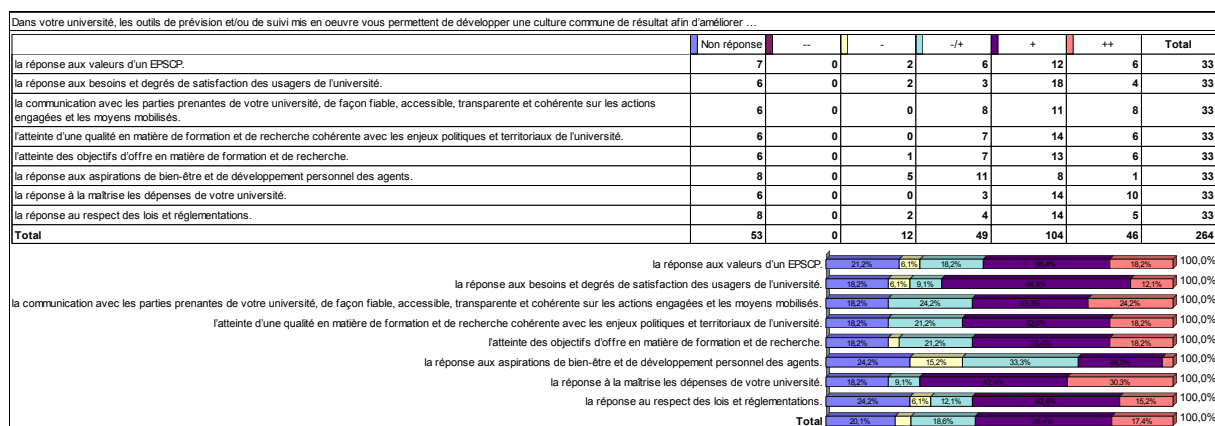 Dans votre université, les outils de prévision et/ou de suivi mis en oeuvre vous permettent de développer une culture commune de résultat afin d'améliorer …
Non réponse -- - -/+ + ++ Total
la réponse aux valeurs d'un EPSCP. 7 0 2 6 12 6 33
la réponse aux besoins et degrés de satisfaction des usagers de l'université. 6 0 2 3 18 4 33
la communication avec les parties prenantes de votre université, de façon fiable, accessible, transparente et cohérente sur les actions
engagées et les moyens mobilisés. 6 0 0 8 11 8 33
l'atteinte d'une qualité en matière de formation et de recherche cohérente avec les enjeux politiques et territoriaux de l'université. 6 0 0 7 14 6 33
l'atteinte des objectifs d'offre en matière de formation et de recherche. 6 0 1 7 13 6 33
la réponse aux aspirations de bien-être et de développement personnel des agents. 8 0 5 11 8 1 33
la réponse à la maîtrise les dépenses de votre université. 6 0 0 3 14 10 33
la réponse au respect des lois et réglementations. 8 0 2 4 14 5 33
Total 53 0 12 49 104 46 264
la réponse aux valeurs d'un EPSCP. 21,2% 6,1% 18,2% 36,4% 18,2% 100,0%
la réponse aux besoins et degrés de satisfaction des usagers de l'université. 18,2% 6,1% 9,1% 54,5% 12,1% 100,0%
la communication avec les parties prenantes de votre université, de façon fiable, accessible, transparente et cohérente sur les actions engagées et les moyens mobilisés. 18,2% 24,2% 33,3% 24,2% 100,0%
l'atteinte d'une qualité en matière de formation et de recherche cohérente avec les enjeux politiques et territoriaux de l'université. 18,2% 21,2% 42,4% 18,2% 100,0%
l'atteinte des objectifs d'offre en matière de formation et de recherche. 18,2% 21,2% 39,4% 18,2% 100,0%
la réponse aux aspirations de bien-être et de développement personnel des agents. 24,2% 15,2% 33,3% 24,2% 100,0%
la réponse à la maîtrise les dépenses de votre université. 18,2% 9,1% 42,4% 30,3% 100,0%
la réponse au respect des lois et réglementations. 24,2% 6,1% 12,1% 42,4% 15,2% 100,0%
Total 20,1% 18,6% 39,4% 17,4% 100,0%